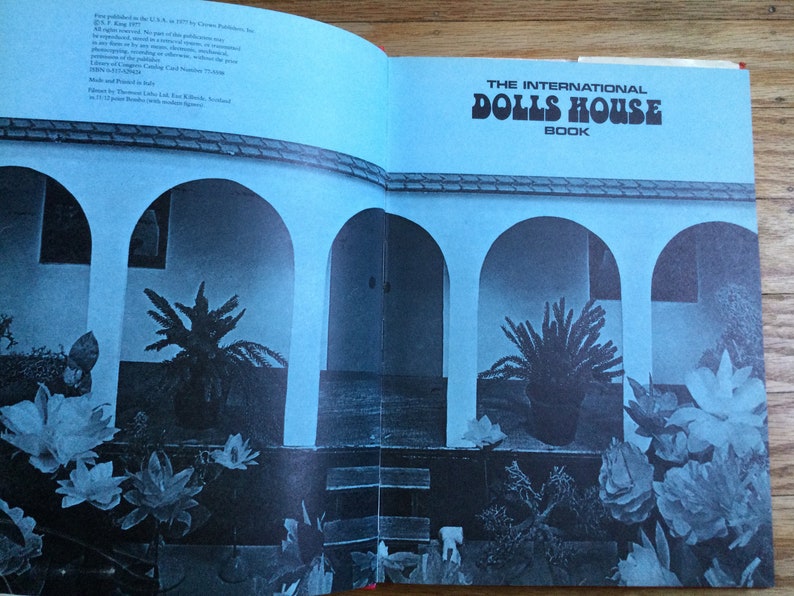 First published in the U.S.A. in 1977 by Crown Publishers, Inc.
© S. F. King 1977
All rights reserved. No part of this publication may
be reproduced, stored in a retrieval system, or transmitted
in any form or by any means, electronic, mechanical,
photocopying, recording or otherwise, without the prior
permission of the publisher.
Library of Congress Catalog Card Number 77-5598
ISBN 0-517-529424
Made and Printed in Italy
Filmset by Thomson Litho Ltd, East Kilbride, Scotland
in 11/12 point Bembo (with modern figures)
THE INTERNATIONAL
DOLLS HOUSE
BOOK